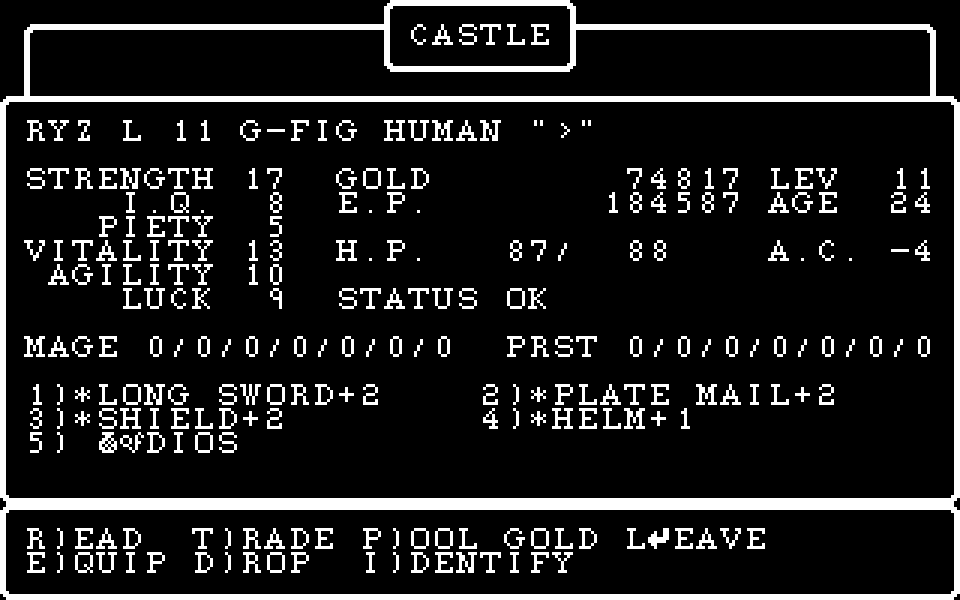 CASTLE
RYZ L 11 G-FIG HUMAN ">"
STRENGTH 17 GOLD 74817 LEV 11
I.Q. 8 E.P. 184587 AGE 24
PIETY 5
VITALITY 13 H.P. 87/ 88 A.C. -4
AGILITY 10
LUCK 9 STATUS OK
MAGE 0/0/0/0/0/0/0 PRST 0/0/0/0/0/0/0
1)*LONG SWORD+2 2)*PLATE MAIL+2
3)*SHIELD+2 4)*HELM+1
5) DIOS
R)EAD T)RADE P)OOL GOLD L↵EAVE
E)QUIP D)ROP I)DENTIFY